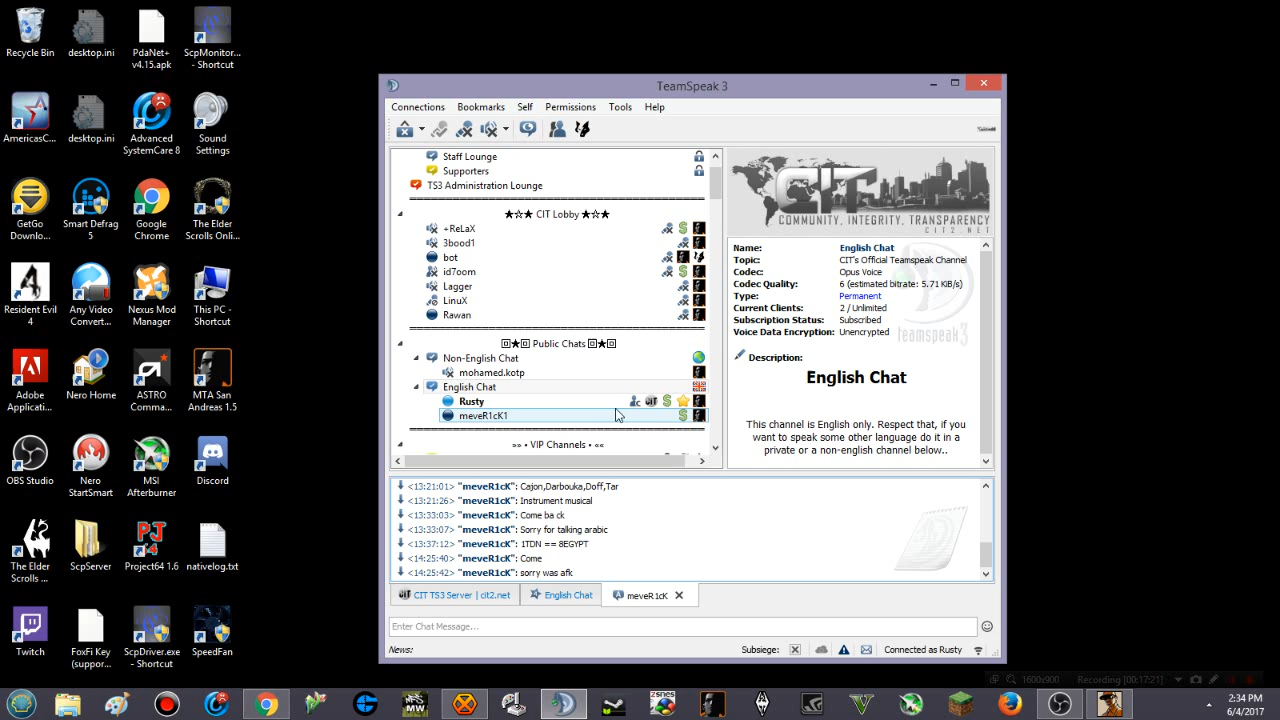 Recycle Bin
desktop.ini
PdaNet+
v4.15.apk
ScpMonitor...
- Shortcut
AmericasC...
desktop.ini
Advanced
SystemCare 8
Sound
Settings
GetGo
Downlo...
Smart Defrag
5
Google
Chrome
The Elder
Scrolls Onli...
Resident Evil
4
Any Video
Convert...
Nexus Mod
Manager
This PC -
Shortcut
Adobe
Applicati...
Nero Home
ASTRO
Comma...
MTA San
Andreas 1.5
OBS Studio
Nero
StartSmart
MSI
Afterburner
Discord
The Elder
Scrolls ...
ScpServer
Project64 1.6
nativelog.txt
Twitch
FoxFi Key
(suppor...
ScpDriver.exe
- Shortcut
SpeedFan
TeamSpeak 3
Connections Bookmarks Self Permissions Tools Help
Staff Lounge
Supporters
TS3 Administration Lounge
★☆★ CIT Lobby ★☆★
+ReLaX
3bood1
bot
id7oom
Lagger
LinuX
Rawan
Public Chats
Non-English Chat
mohamed.kotp
English Chat
Rusty
meveR1cK1
»» • VIP Channels • ««
CIT
COMMUNITY, INTEGRITY, TRANSPARENCY
CIT2.NET
Name: English Chat
Topic: CIT's Official Teamspeak Channel
Codec: Opus Voice
Codec Quality: 6 (estimated bitrate: 5.71 KiB/s)
Type: Permanent
Current Clients: 2 / Unlimited
Subscription Status: Subscribed
Voice Data Encryption: Unencrypted
teamspeak3
Description:
English Chat
This channel is English only. Respect that, if you
want to speak some other language do it in a
private or a non-english channel below..
<13:21:01> "meveR1cK": Cajon,Darbouka,Doff,Tar
<13:21:26> "meveR1cK": Instrument musical
<13:33:03> "meveR1cK": Come ba ck
<13:33:07> "meveR1cK": Sorry for talking arabic
<13:37:12> "meveR1cK": 1TDN == 8EGYPT
<14:25:40> "meveR1cK": Come
<14:25:42> "meveR1cK": sorry was afk
CIT TS3 Server | cit2.net English Chat meveR1cK
Enter Chat Message...
News: Subsiege: Connected as Rusty
1600x900 Recording [00:17:21]
2:34 PM
6/4/2017